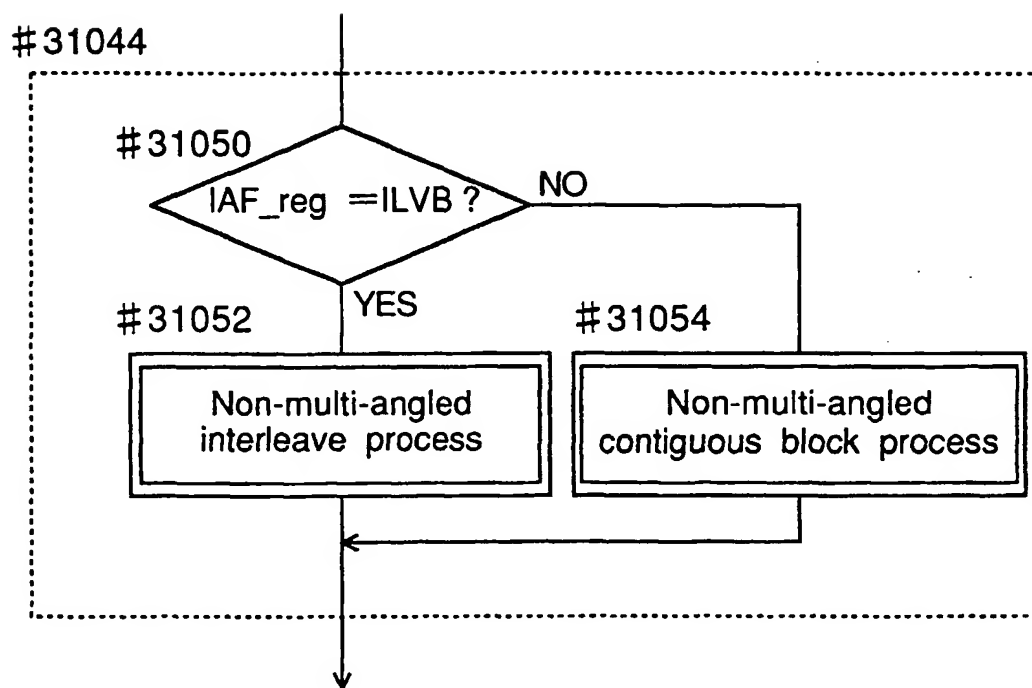 #31044
#31050
IAF_reg =ILVB ?
NO
YES
#31052
#31054
Non-multi-angled
interleave process
Non-multi-angled
contiguous block process